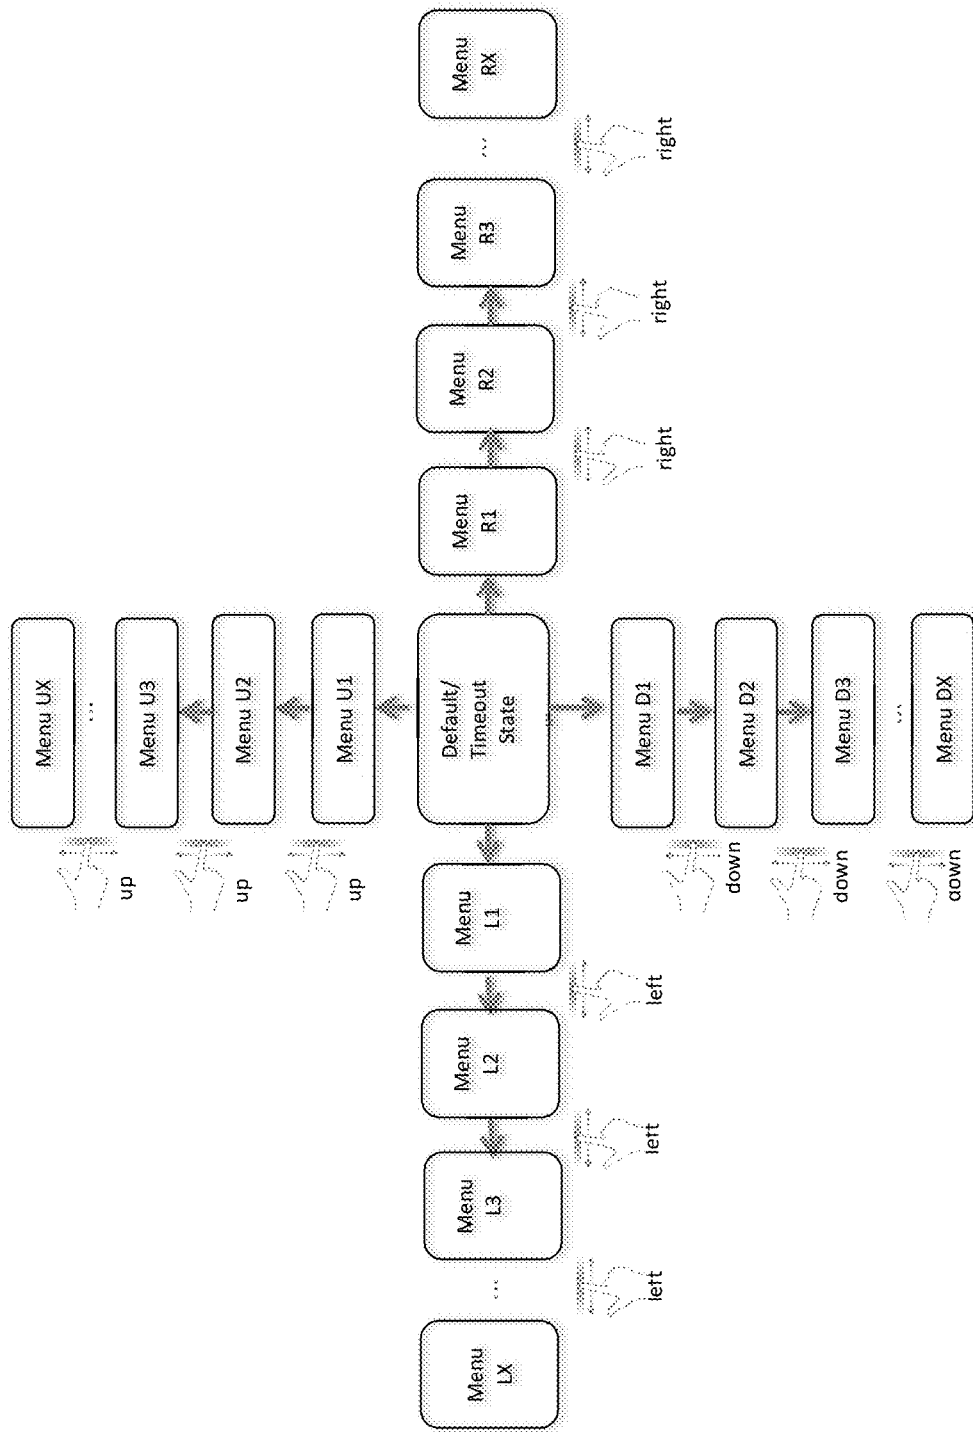 Menu UX
...
up
Menu U3
up
Menu U2
up
Menu U1
Menu
LX
...
Menu
L3
Menu
L2
Menu
L1
Default/
Timeout
State
Menu
R1
Menu
R2
Menu
R3
...
Menu
RX
left
left
left
right
right
right
Menu D1
down
Menu D2
down
Menu D3
...
down
Menu DX